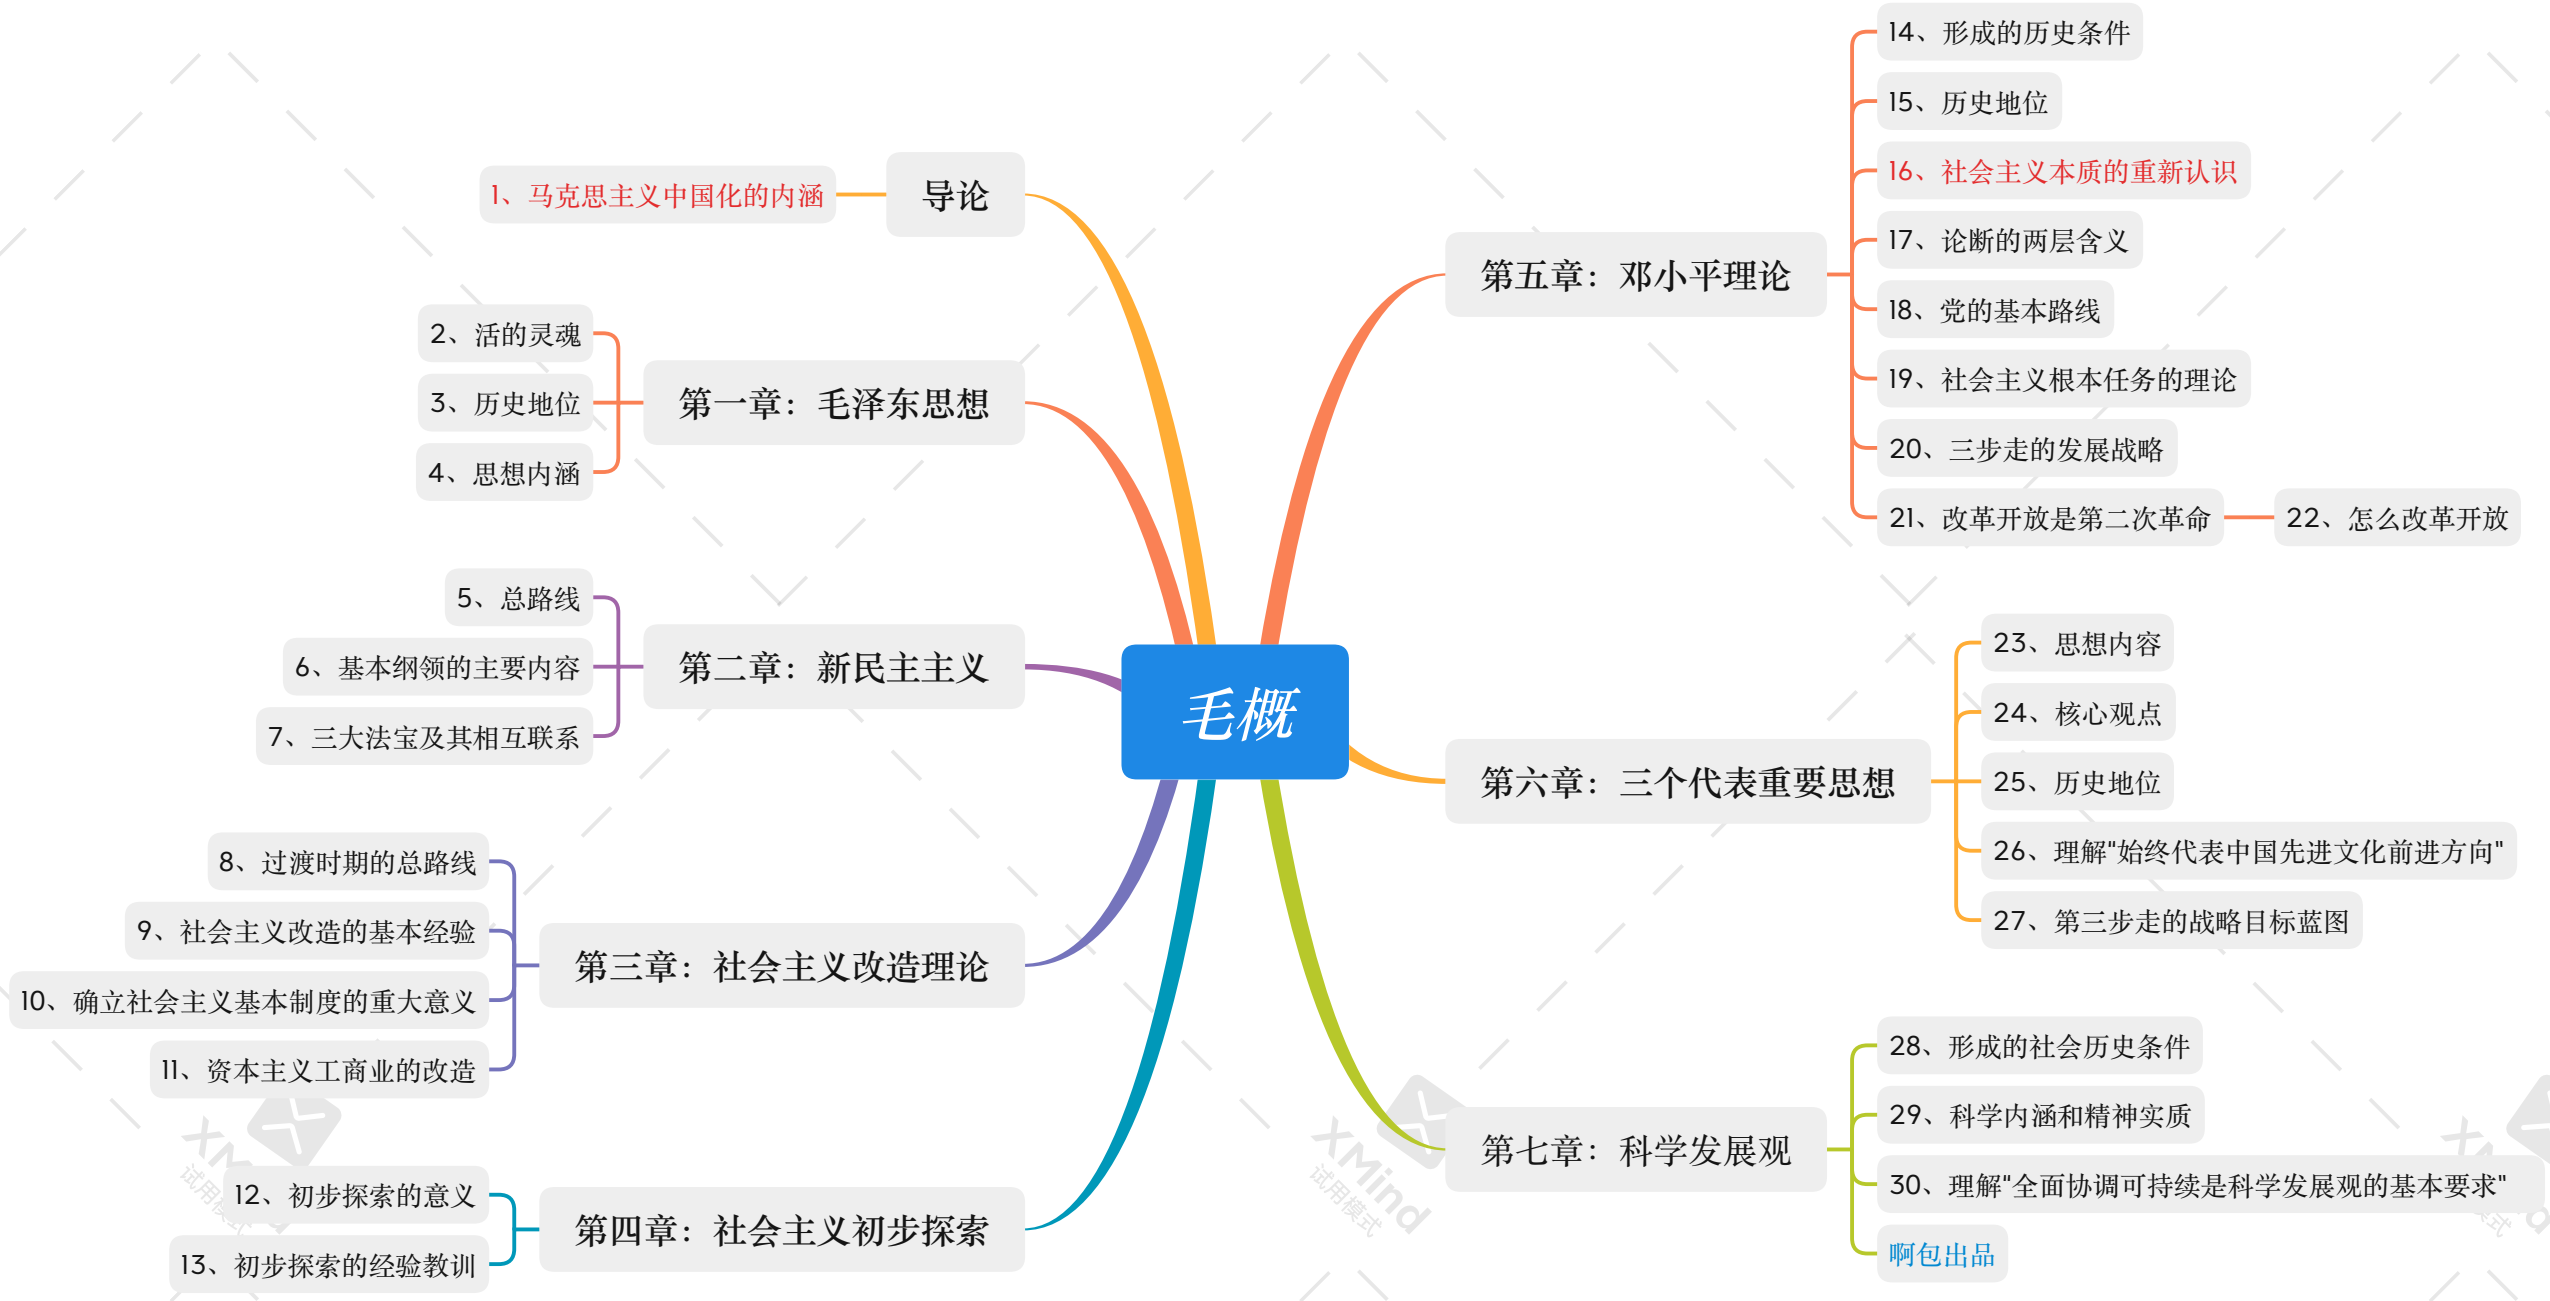 毛概
导论
1、马克思主义中国化的内涵
第一章：毛泽东思想
2、活的灵魂
3、历史地位
4、思想内涵
第二章：新民主主义
5、总路线
6、基本纲领的主要内容
7、三大法宝及其相互联系
第三章：社会主义改造理论
8、过渡时期的总路线
9、社会主义改造的基本经验
10、确立社会主义基本制度的重大意义
11、资本主义工商业的改造
第四章：社会主义初步探索
12、初步探索的意义
13、初步探索的经验教训
第五章：邓小平理论
14、形成的历史条件
15、历史地位
16、社会主义本质的重新认识
17、论断的两层含义
18、党的基本路线
19、社会主义根本任务的理论
20、三步走的发展战略
21、改革开放是第二次革命
22、怎么改革开放
第六章：三个代表重要思想
23、思想内容
24、核心观点
25、历史地位
26、理解"始终代表中国先进文化前进方向"
27、第三步走的战略目标蓝图
第七章：科学发展观
28、形成的社会历史条件
29、科学内涵和精神实质
30、理解"全面协调可持续是科学发展观的基本要求"
啊包出品
XMind
试用模式